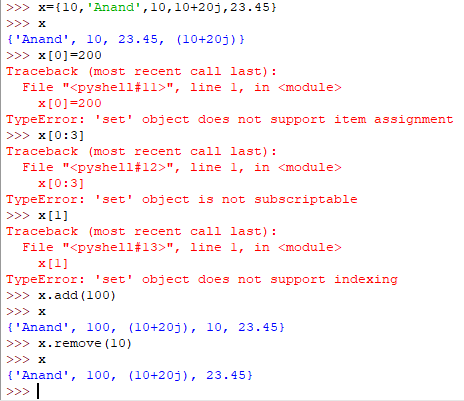 >>> x={10,'Anand',10,10+20j,23.45}
>>> x
{'Anand', 10, 23.45, (10+20j)}
>>> x[0]=200
Traceback (most recent call last):
  File "<pyshell#11>", line 1, in <module>
    x[0]=200
TypeError: 'set' object does not support item assignment
>>> x[0:3]
Traceback (most recent call last):
  File "<pyshell#12>", line 1, in <module>
    x[0:3]
TypeError: 'set' object is not subscriptable
>>> x[1]
Traceback (most recent call last):
  File "<pyshell#13>", line 1, in <module>
    x[1]
TypeError: 'set' object does not support indexing
>>> x.add(100)
>>> x
{'Anand', 100, (10+20j), 10, 23.45}
>>> x.remove(10)
>>> x
{'Anand', 100, (10+20j), 23.45}
>>>